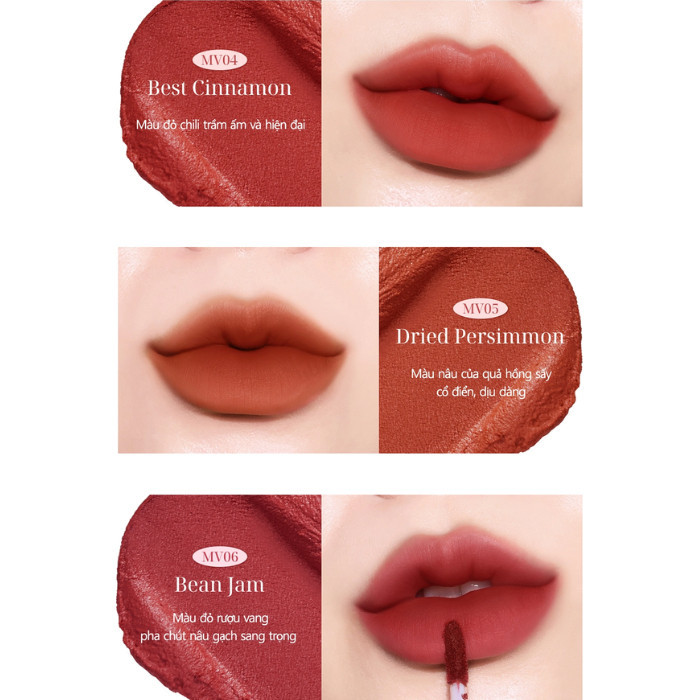 MV04
Best Cinnamon
Màu đỏ chili trầm ấm và hiện đại
MV05
Dried Persimmon
Màu nâu của quả hồng sấy
cổ điển, dịu dàng
MV06
Bean Jam
Màu đỏ rượu vang
pha chút nâu gạch sang trọng